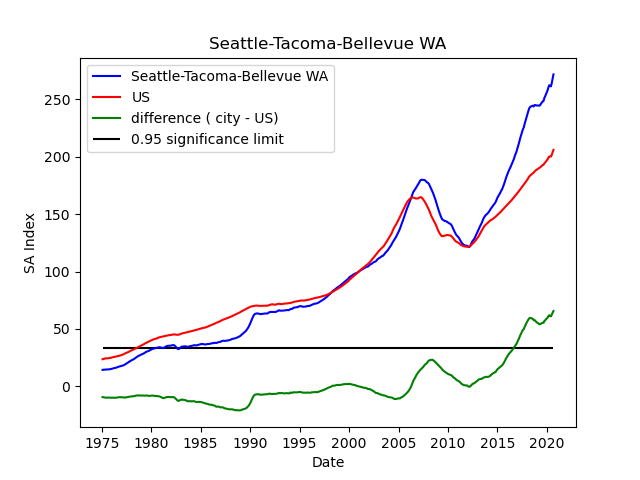 Seattle-Tacoma-Bellevue WA
Seattle-Tacoma-Bellevue WA
US
difference ( city - US)
0.95 significance limit
SA Index
250
200
150
100
50
0
1975 1980 1985 1990 1995 2000 2005 2010 2015 2020
Date